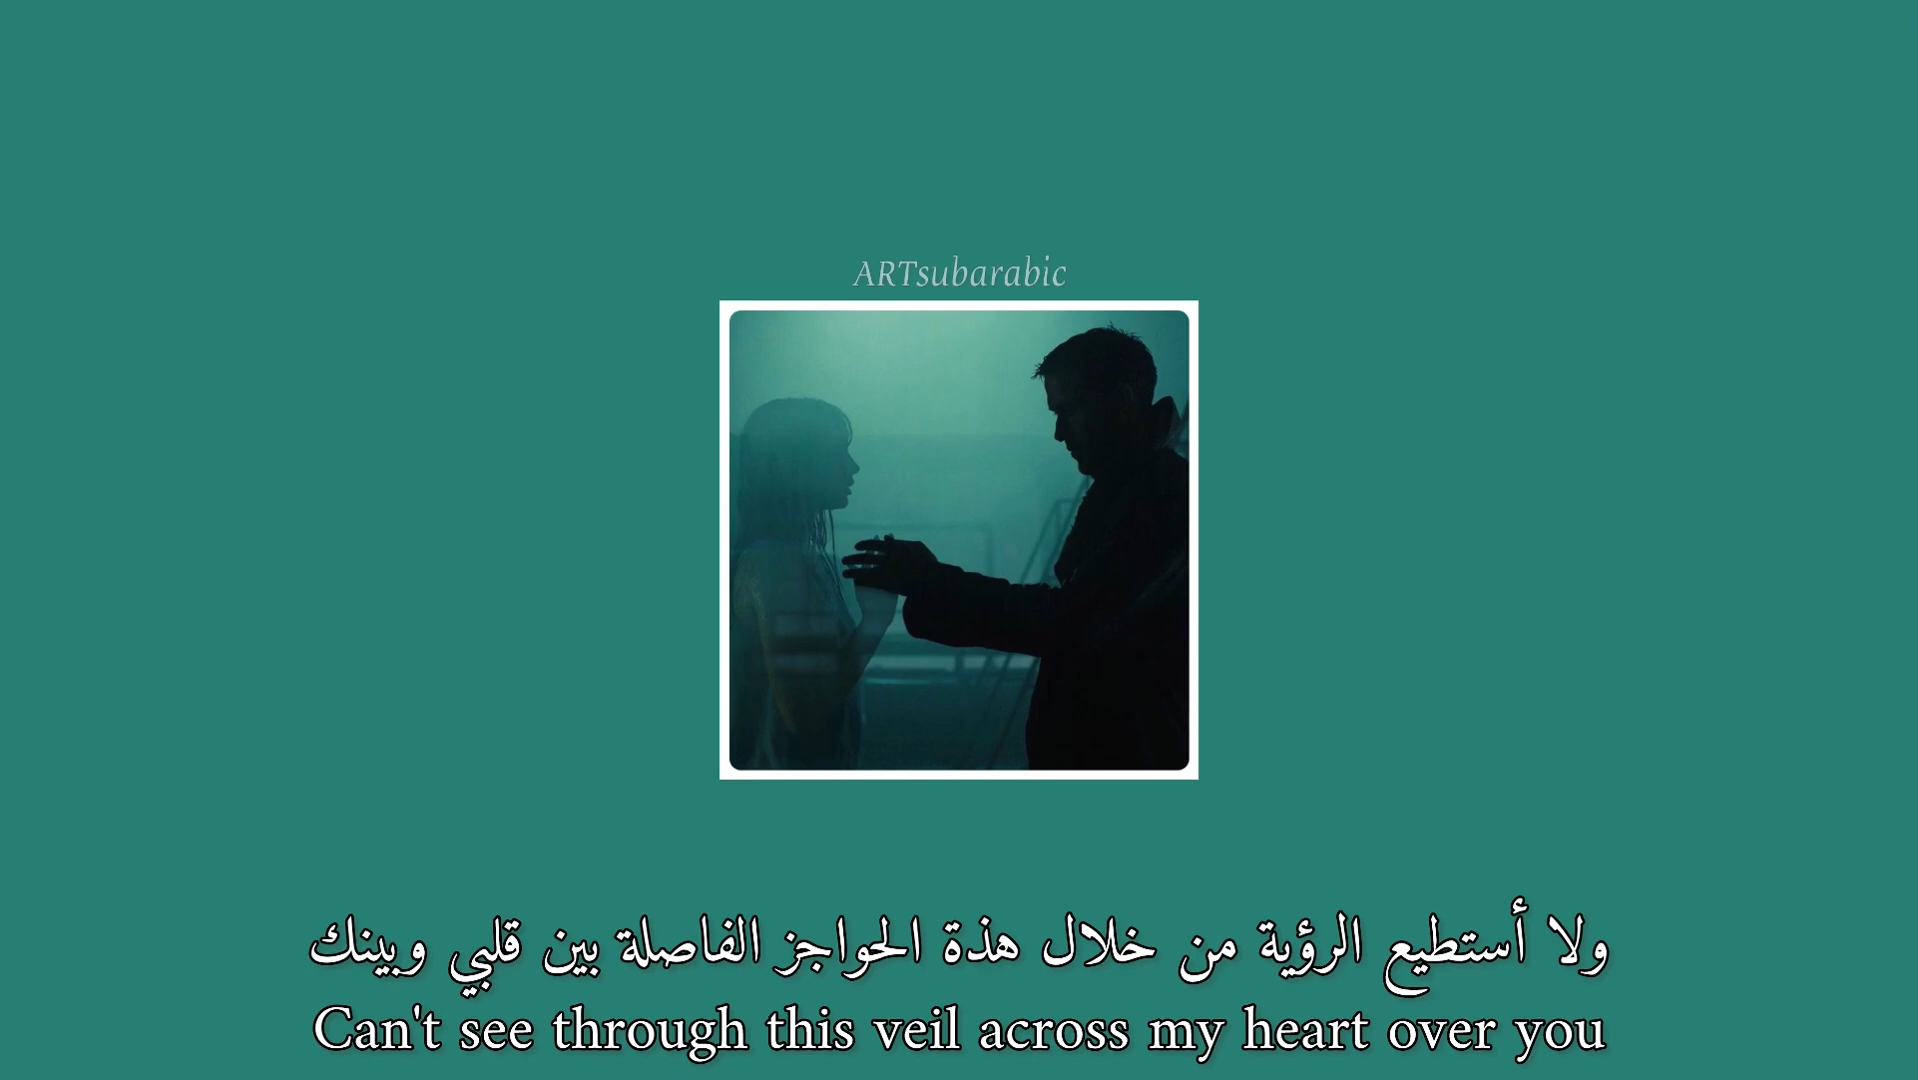 ARTsubarabic
ولا أستطيع الرؤية من خلال هذة الحواجز الفاصلة بين قلبي وبينك
Can't see through this veil across my heart over you